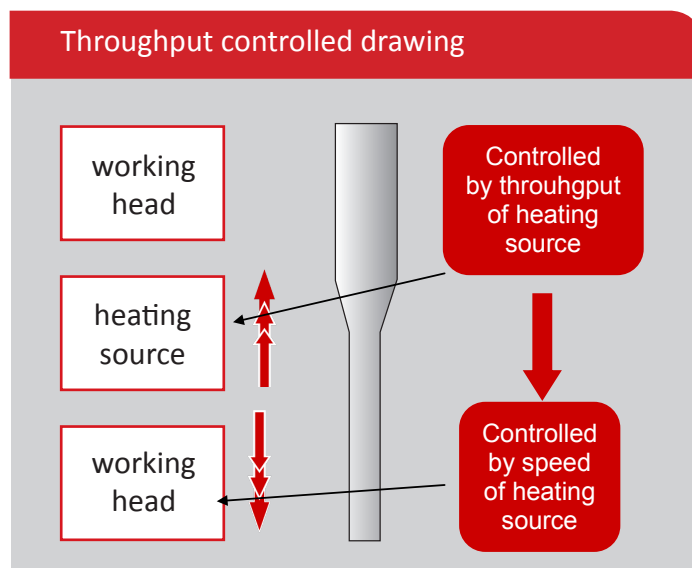 Throughput controlled drawing
working
head
Controlled
by throuhgput
of heating
source
heating
source
working
head
Controlled
by speed
of heating
source